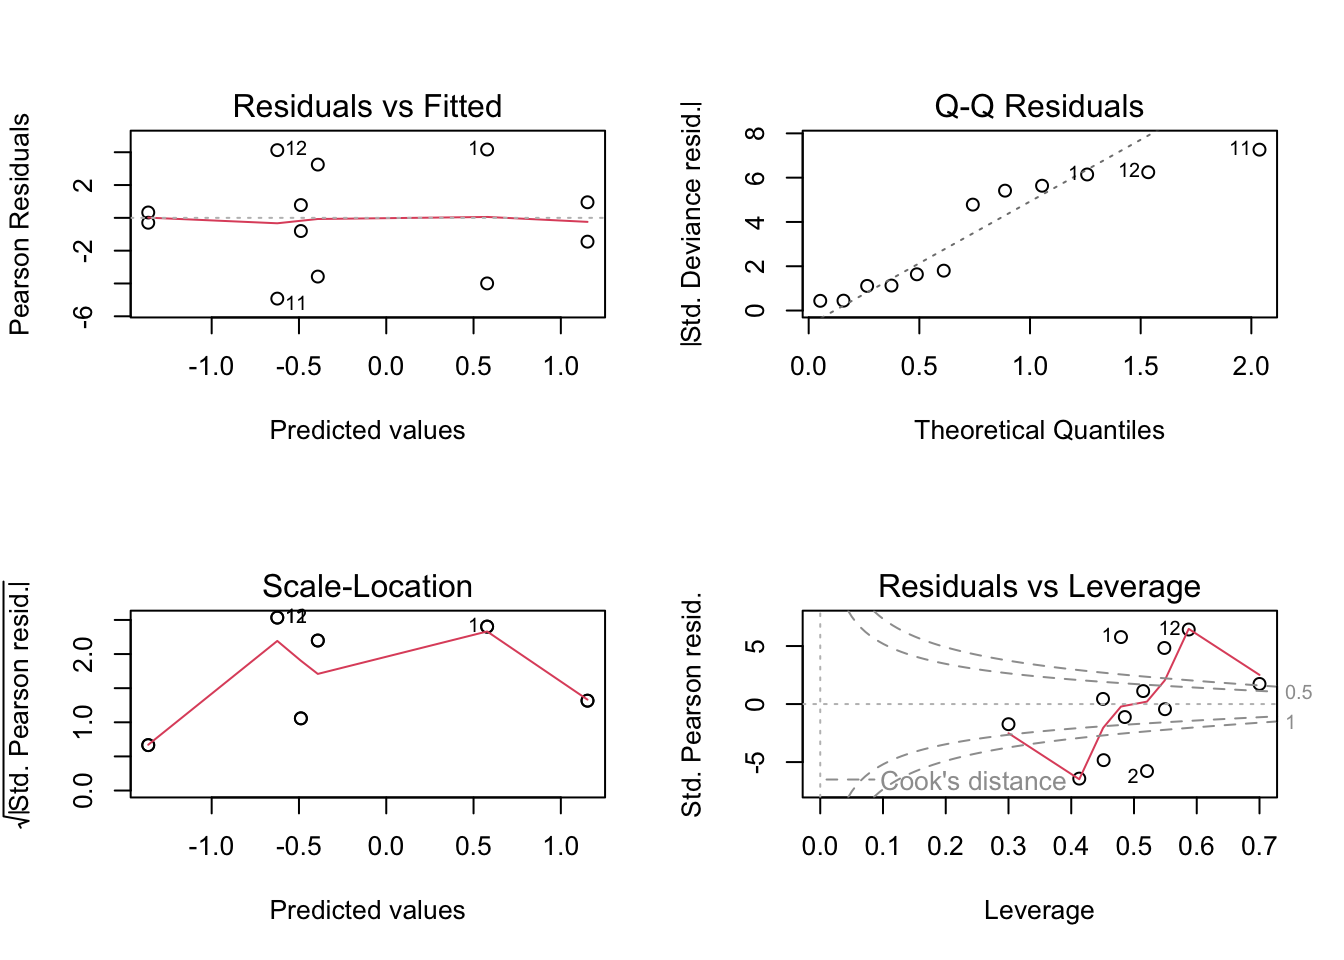 Residuals vs Fitted
Pearson Residuals
2
-2
-6
12
1
11
-1.0 -0.5 0.0 0.5 1.0
Predicted values
Q-Q Residuals
|Std. Deviance resid.|
8
6
4
2
0
1
12
11
0.0 0.5 1.0 1.5 2.0
Theoretical Quantiles
Scale-Location
√|Std. Pearson resid.|
2.0
1.0
0.0
12
11
1
-1.0 -0.5 0.0 0.5 1.0
Predicted values
Residuals vs Leverage
Std. Pearson resid.
5
0
-5
1
12
2
0.5
1
Cook's distance
0.0 0.1 0.2 0.3 0.4 0.5 0.6 0.7
Leverage